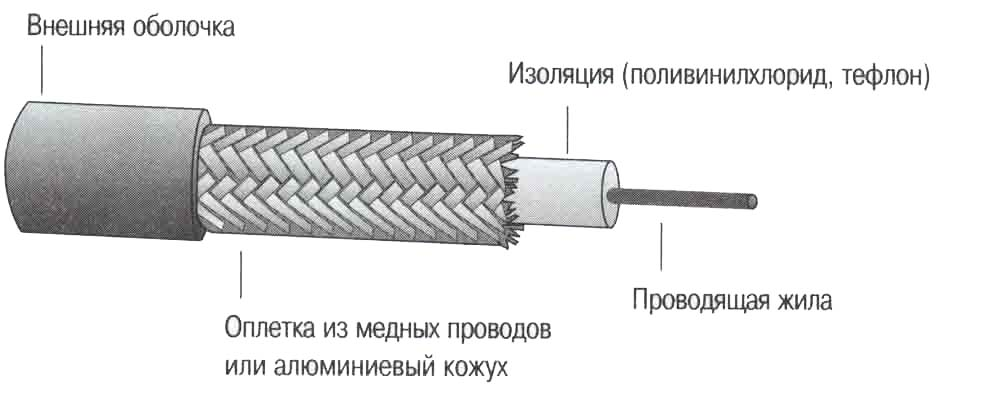 Внешняя оболочка
Изоляция (поливинилхлорид, тефлон)
Проводящая жила
Оплетка из медных проводов
или алюминиевый кожух